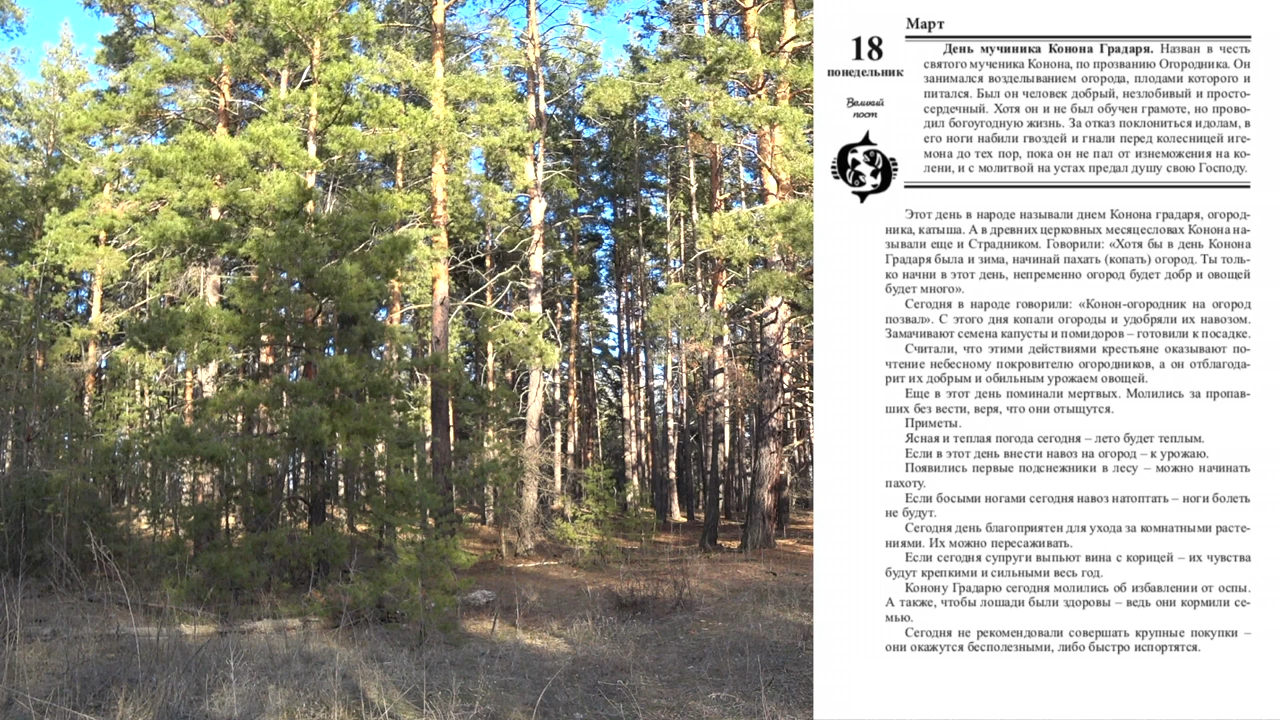 Март
18
понедельник
Великий
пост
День мучиника Конона Градаря. Назван в честь
святого мученика Конона, по прозванию Огородника. Он
занимался возделыванием огорода, плодами которого и
питался. Был он человек добрый, незлобивый и просто-
сердечный. Хотя он и не был обучен грамоте, но прово-
дил богоугодную жизнь. За отказ поклониться идолам, в
его ноги набили гвоздей и гнали перед колесницей иге-
мона до тех пор, пока он не пал от изнеможения на ко-
лени, и с молитвой на устах предал душу свою Господу.
Этот день в народе называли днем Конона градаря, огород-
ника, катыша. А в древних церковных месяцесловах Конона на-
зывали еще и Страдником. Говорили: «Хотя бы в день Конона
Градаря была и зима, начинай пахать (копать) огород. Ты толь-
ко начни в этот день, непременно огород будет добр и овощей
будет много».
Сегодня в народе говорили: «Конон-огородник на огород
позвал». С этого дня копали огороды и удобряли их навозом.
Замачивают семена капусты и помидоров – готовили к посадке.
Считали, что этими действиями крестьяне оказывают по-
чтение небесному покровителю огородников, а он отблагода-
рит их добрым и обильным урожаем овощей.
Еще в этот день поминали мертвых. Молились за пропав-
ших без вести, веря, что они отыщутся.
Приметы.
Ясная и теплая погода сегодня – лето будет теплым.
Если в этот день внести навоз на огород – к урожаю.
Появились первые подснежники в лесу – можно начинать
пахоту.
Если босыми ногами сегодня навоз натоптать – ноги болеть
не будут.
Сегодня день благоприятен для ухода за комнатными расте-
ниями. Их можно пересаживать.
Если сегодня супруги выпьют вина с корицей – их чувства
будут крепкими и сильными весь год.
Конону Градарю сегодня молились об избавлении от оспы.
А также, чтобы лошади были здоровы – ведь они кормили се-
мью.
Сегодня не рекомендовали совершать крупные покупки –
они окажутся бесполезными, либо быстро испортятся.